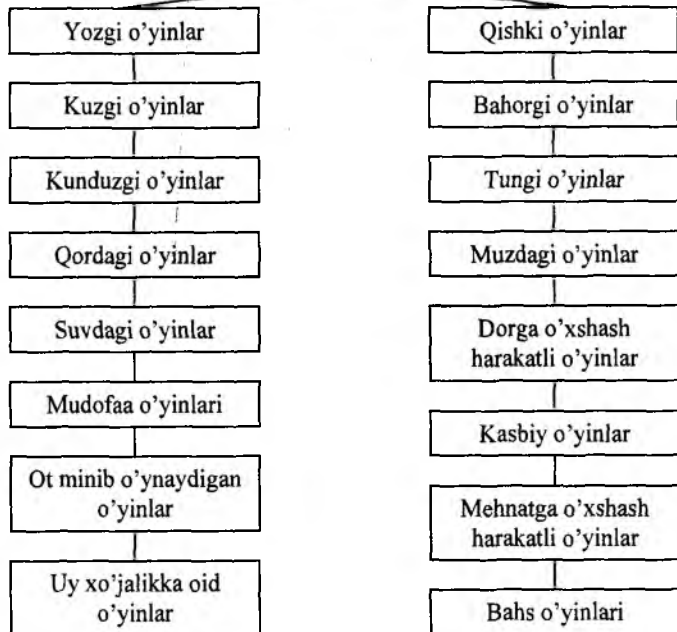 Yozgi o'yinlar
Kuzgi o'yinlar
Kunduzgi o'yinlar
Qordagi o'yinlar
Suvdagi o'yinlar
Mudofaa o'yinlari
Ot minib o'ynaydigan
o'yinlar
Uy xo'jalikka oid
o'yinlar
Qishki o'yinlar
Bahorgi o'yinlar
Tungi o'yinlar
Muzdagi o'yinlar
Dorga o'xshash
harakatli o'yinlar
Kasbiy o'yinlar
Mehnatga o'xshash
harakatli o'yinlar
Bahs o'yinlari